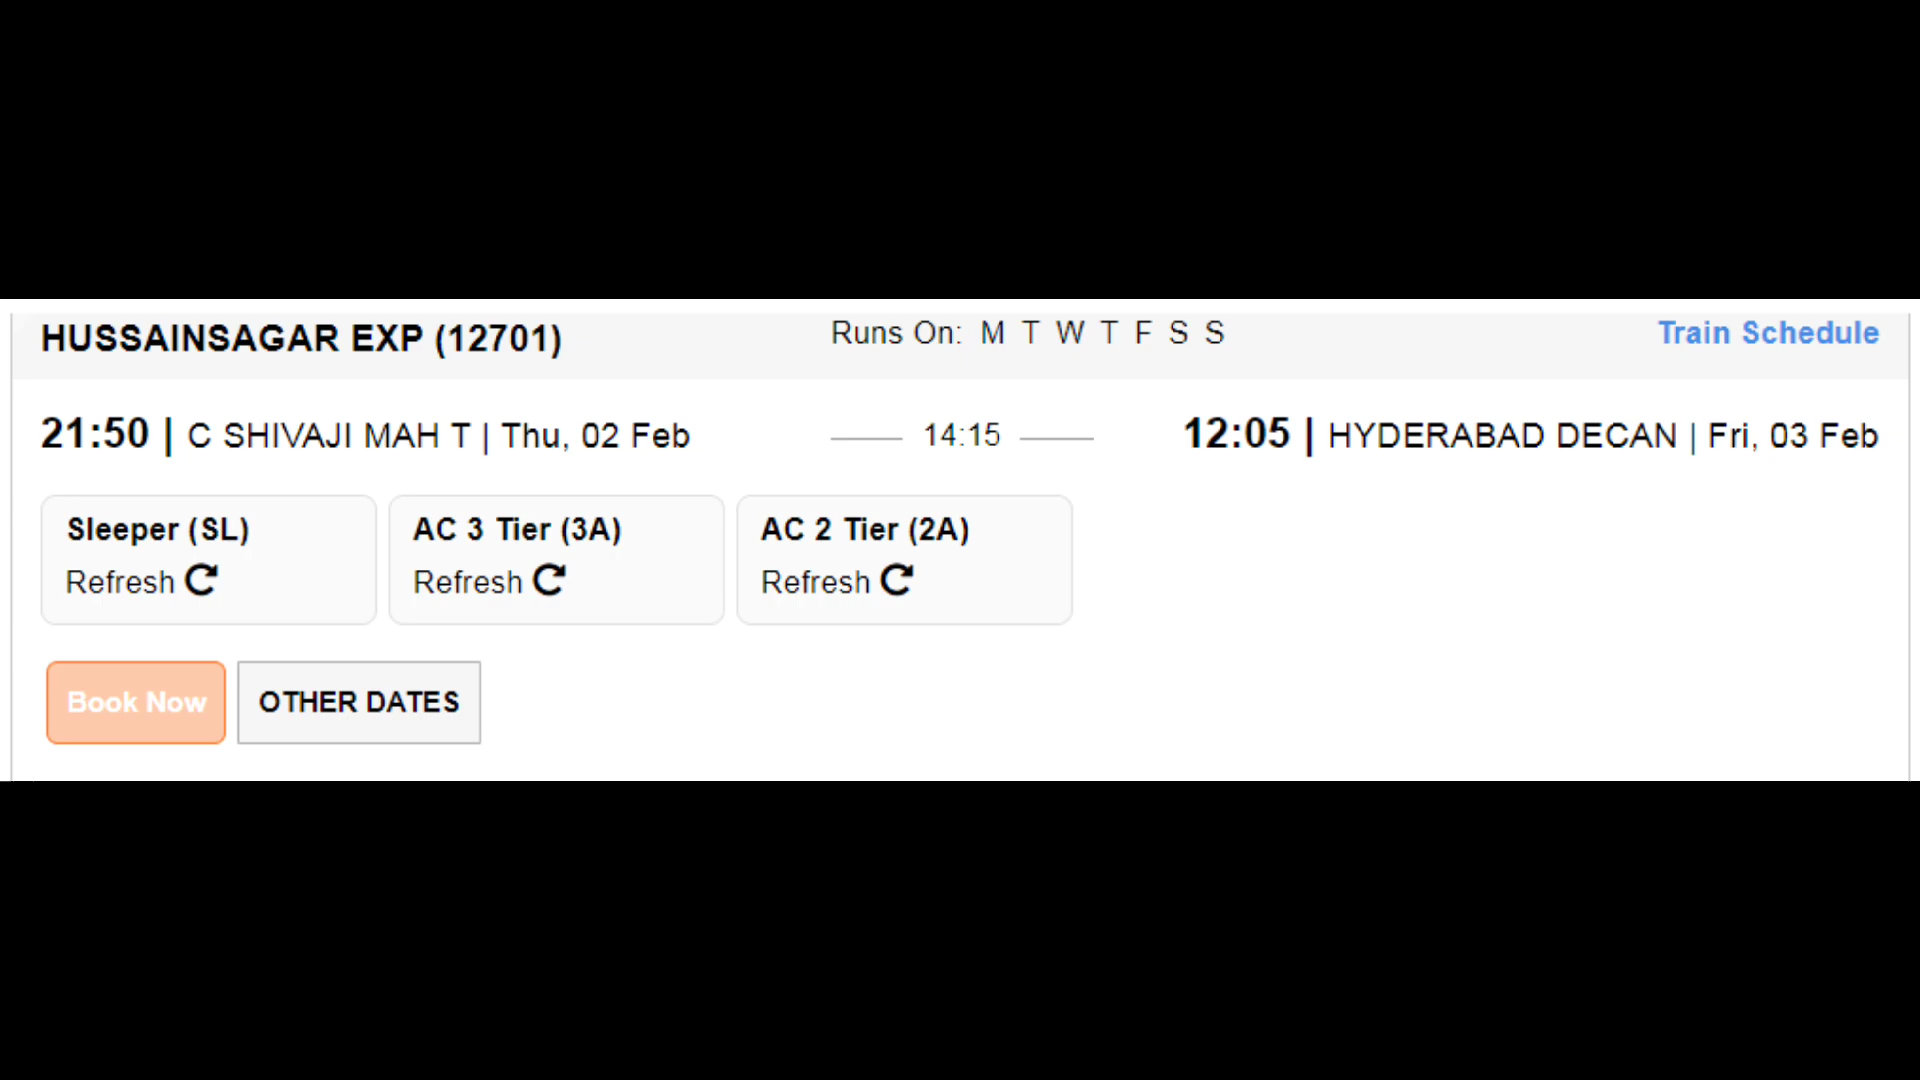 HUSSAINSAGAR EXP (12701)
Runs On: M T W T F S S
Train Schedule
21:50 | C SHIVAJI MAH T | Thu, 02 Feb
14:15
12:05 | HYDERABAD DECAN | Fri, 03 Feb
Sleeper (SL)
Refresh
AC 3 Tier (3A)
Refresh
AC 2 Tier (2A)
Refresh
Book Now
OTHER DATES